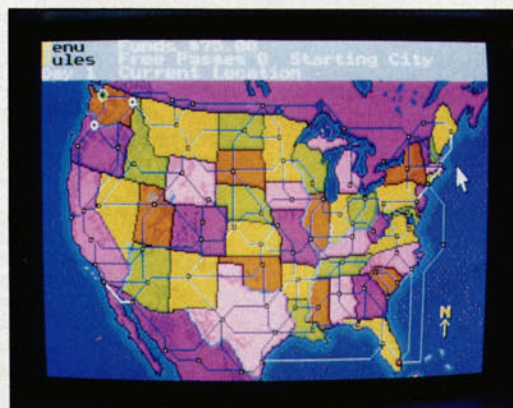 enu Funds $75.00
ules Free Passes 0 Starting City
Day 1 Current Location
N